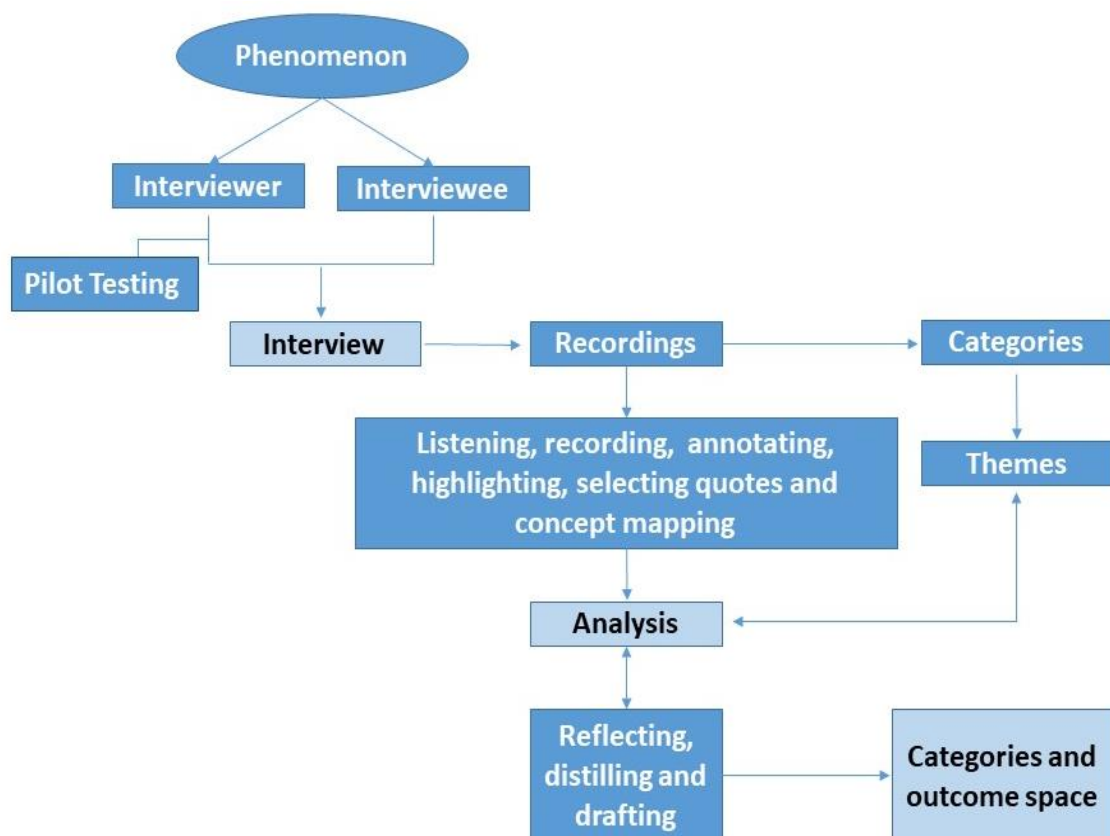 Phenomenon
Interviewer
Interviewee
Pilot Testing
Interview
Recordings
Categories
Listening, recording, annotating,
highlighting, selecting quotes and
concept mapping
Themes
Analysis
Reflecting,
distilling and
drafting
Categories and
outcome space